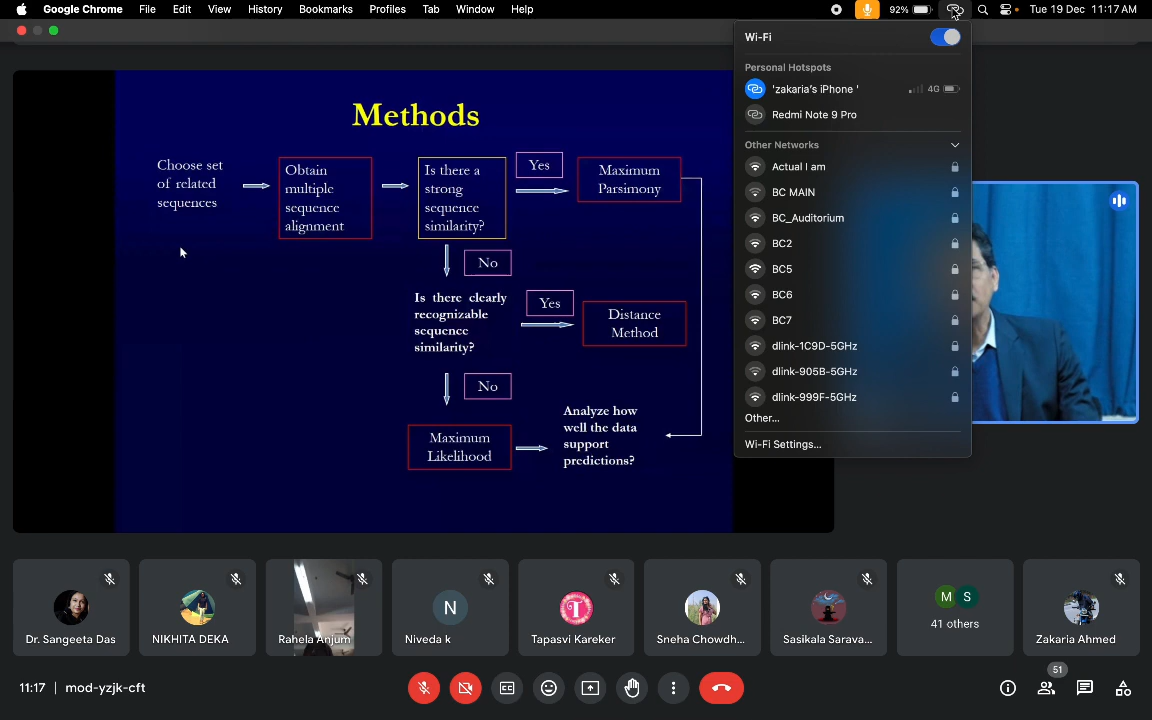 Google Chrome File Edit View History Bookmarks Profiles Tab Window Help 92% Tue 19 Dec 11:17 AM
Methods
Choose set
of related
sequences
Obtain
multiple
sequence
alignment
Is there a
strong
sequence
similarity?
Yes
Maximum
Parsimony
No
Is there clearly
recognizable
sequence
similarity?
Yes
Distance
Method
No
Maximum
Likelihood
Analyze how
well the data
support
predictions?
Wi-Fi
Personal Hotspots
'zakaria's iPhone ' 4G
Redmi Note 9 Pro
Other Networks
Actual I am
BC MAIN
BC_Auditorium
BC2
BC5
BC6
BC7
dlink-1C9D-5GHz
dlink-905B-5GHz
dlink-999F-5GHz
Other...
Wi-Fi Settings...
Dr. Sangeeta Das
NIKHITA DEKA
Rahela Anjum
N
Niveda k
T
Tapasvi Kareker
Sneha Chowdh...
Sasikala Sarava...
M S
41 others
Zakaria Ahmed
11:17 | mod-yzjk-cft
51